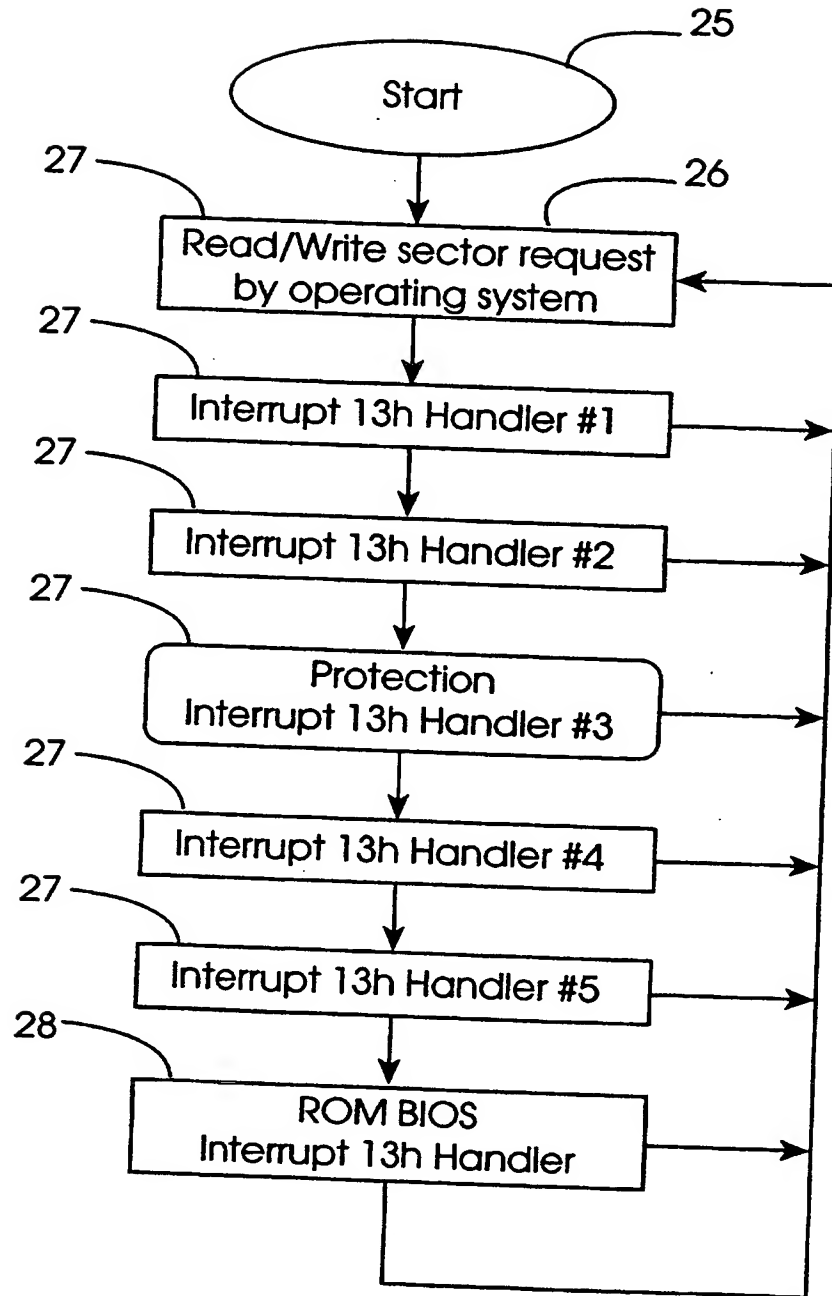 25
Start
27
26
Read/Write sector request
by operating system
27
Interrupt 13h Handler #1
27
Interrupt 13h Handler #2
27
Protection
Interrupt 13h Handler #3
27
Interrupt 13h Handler #4
27
Interrupt 13h Handler #5
28
ROM BIOS
Interrupt 13h Handler